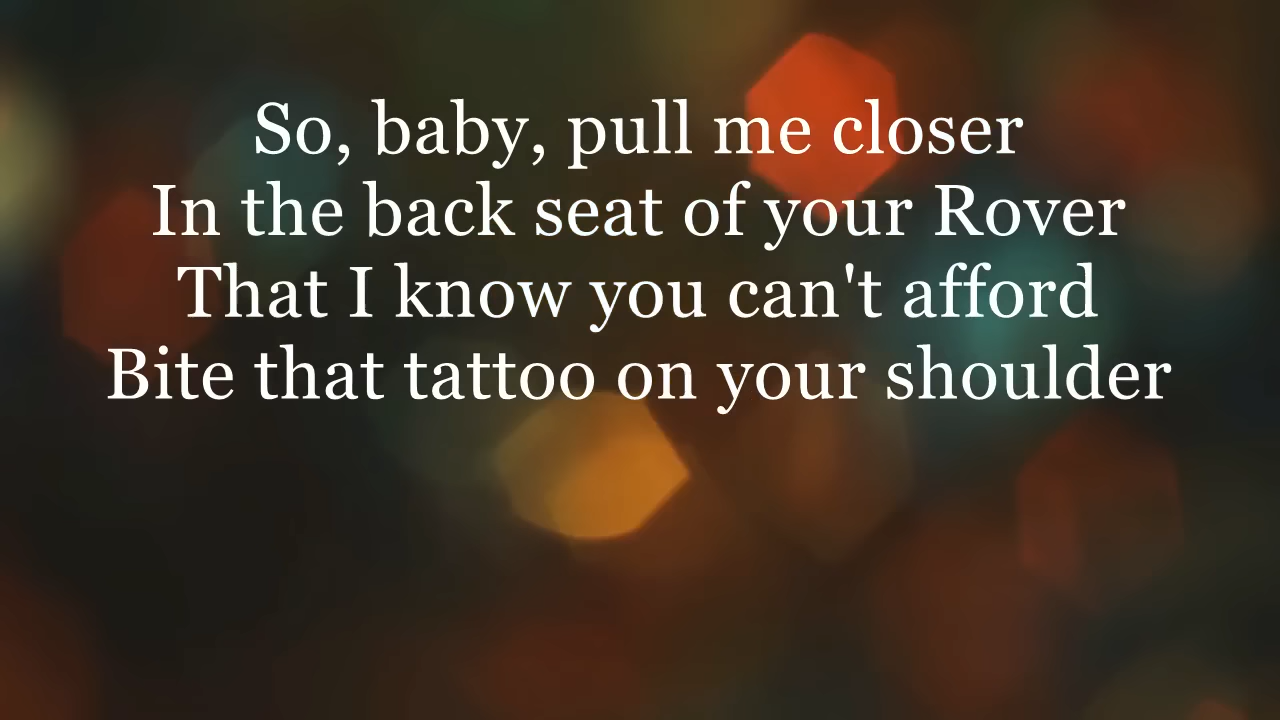 So, baby, pull me closer
In the back seat of your Rover
That I know you can't afford
Bite that tattoo on your shoulder